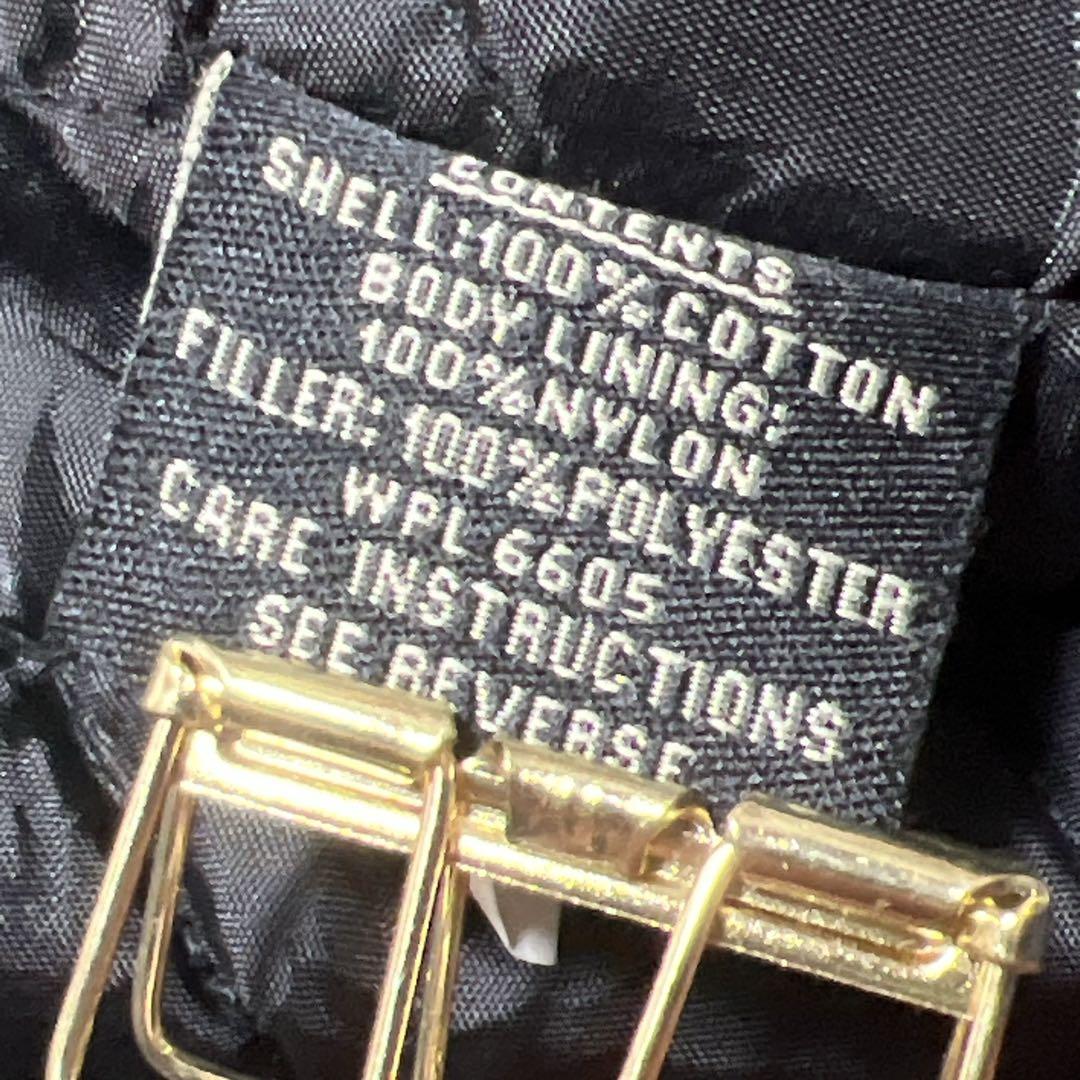 CONTENTS
SHELL:100%COTTON
BODY LINING:
100%NYLON
FILLER: 100%POLYESTER
WPL 6605
CARE INSTRUCTIONS
SEE REVERSE